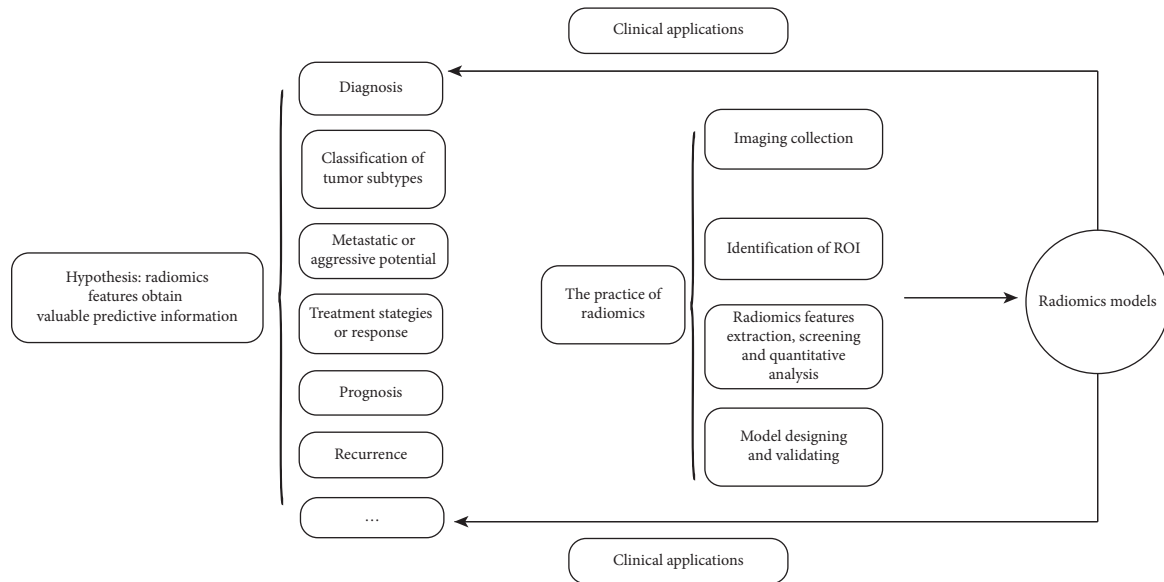 Clinical applications
Diagnosis
Classification of
tumor subtypes
Metastatic or
aggressive potential
Hypothesis: radiomics
features obtain
valuable predictive information
Treatment stategies
or response
Prognosis
Recurrence
…
The practice of
radiomics
Imaging collection
Identification of ROI
Radiomics features
extraction, screening
and quantitative
analysis
Model designing
and validating
Radiomics models
Clinical applications